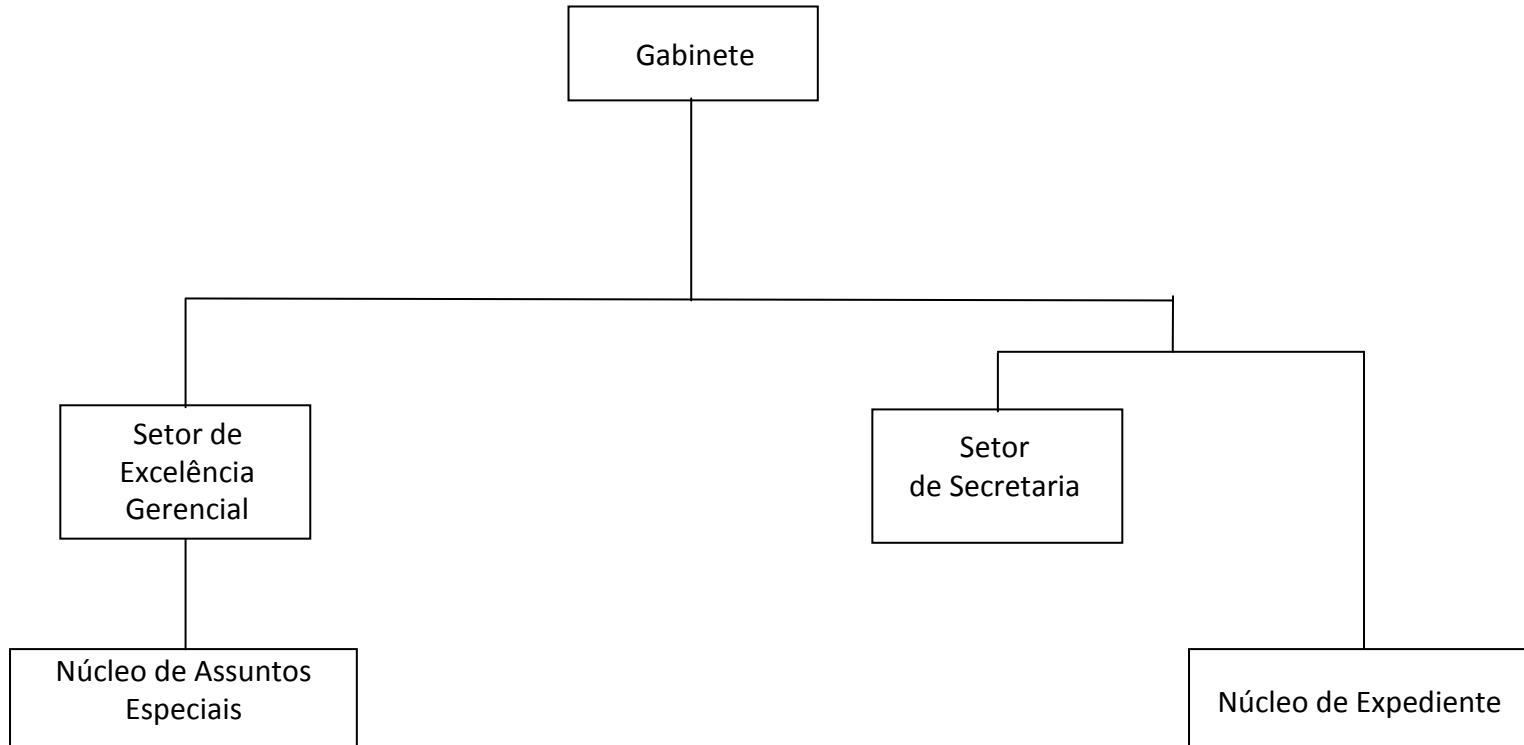 Gabinete
Setor de
Excelência
Gerencial
Setor
de Secretaria
Núcleo de Assuntos
Especiais
Núcleo de Expediente